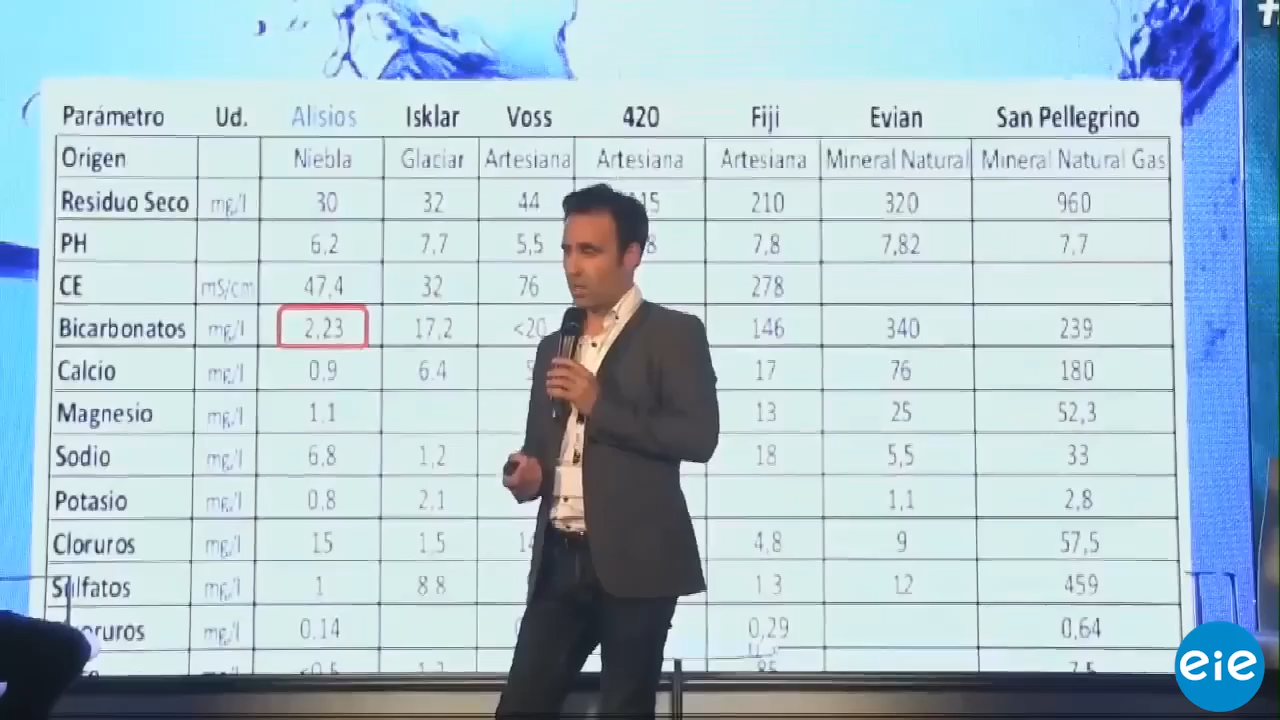 Parámetro Ud. Alisios Isklar Voss 420 Fiji Evian San Pellegrino
Origen Niebla Glaciar Artesiana Artesiana Artesiana Mineral Natural Mineral Natural Gas
Residuo Seco mg/l 30 32 44 210 320 960
PH 6,2 7.7 5,5 7,8 7,82 7.7
CE mS/cm 47,4 32 76 278
Bicarbonatos mg/l 2,23 17,2 <20 146 340 239
Calcio mg/l 0,9 6.4 17 76 180
Magnesio mg/l 1.1 13 25 52,3
Sodio mg/l 6,8 1,2 18 5,5 33
Potasio mg/l 0,8 2.1 1,1 2,8
Cloruros mg/l 15 1.5 4,8 9 57,5
Sulfatos mg/l 1 8.8 1.3 12 459
mg/l 0.14 0,29 0,64
eie